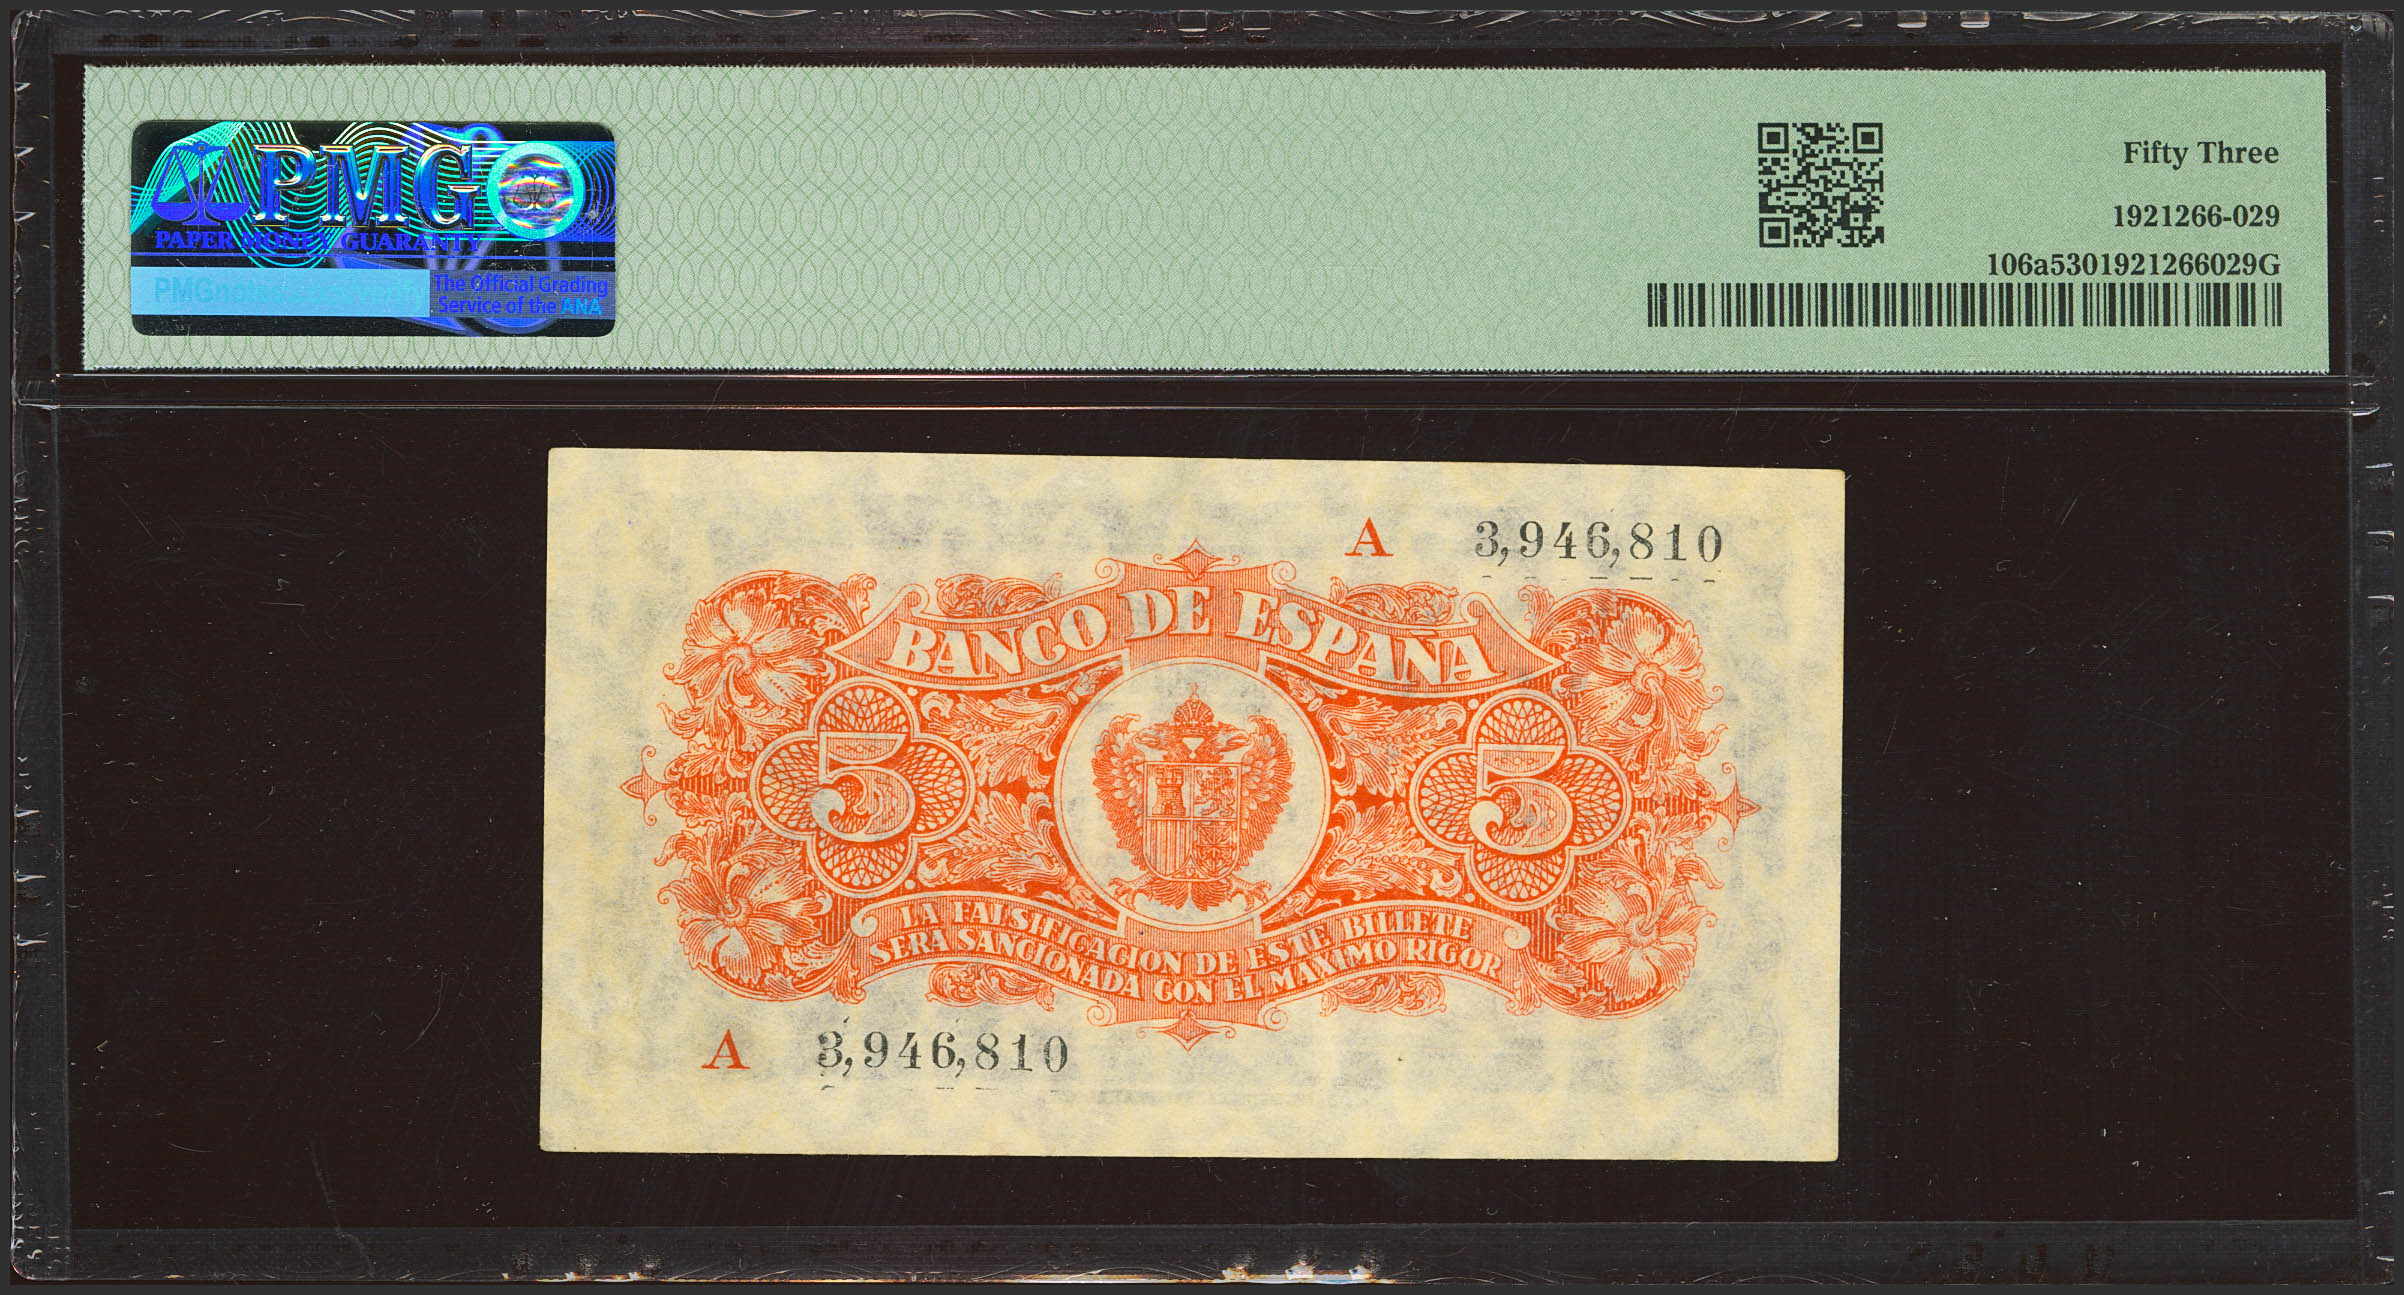 PMG
PAPER MONEY GUARANTY
The Official Grading
Service of the ANA
Fifty Three
1921266-029
106a5301921266029G
A 3,946,810
BANCO DE ESPAÑA
5 5
LA FALSIFICACION DE ESTE BILLETE
SERA SANCIONADA CON EL MAXIMO RIGOR
A 3,946,810